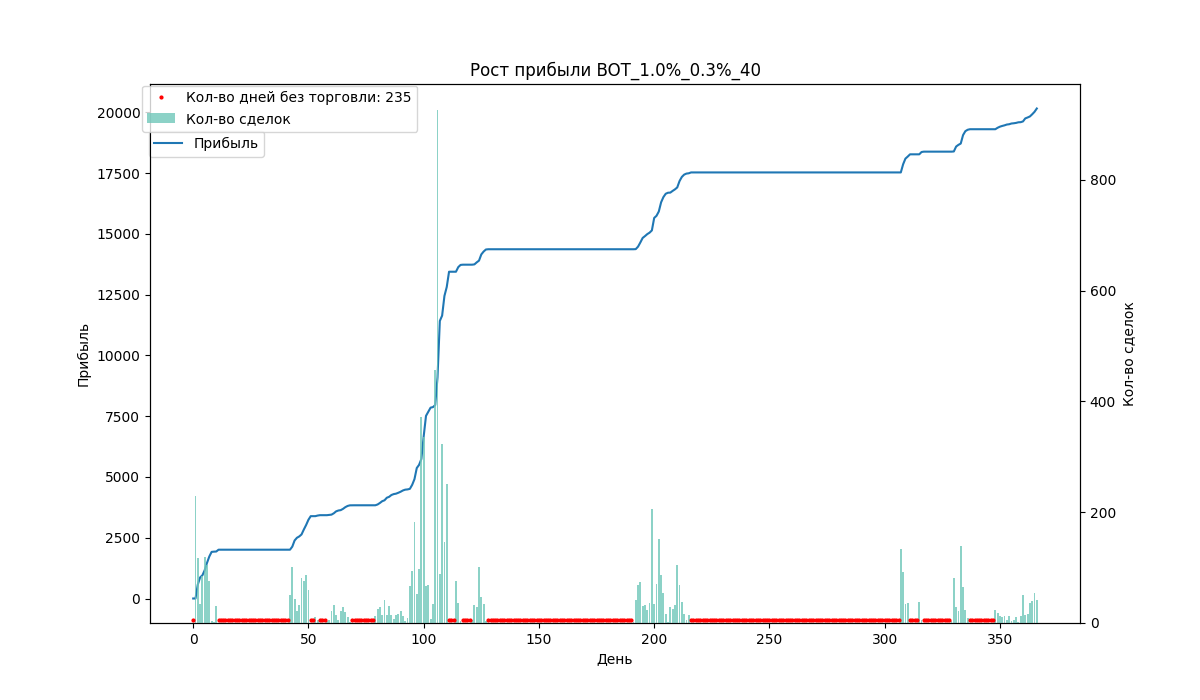 Рост прибыли BOT_1.0%_0.3%_40
Кол-во дней без торговли: 235
Кол-во сделок
Прибыль
20000
17500
15000
12500
10000
7500
5000
2500
0
Прибыль
800
600
400
200
0
Кол-во сделок
0 50 100 150 200 250 300 350
День